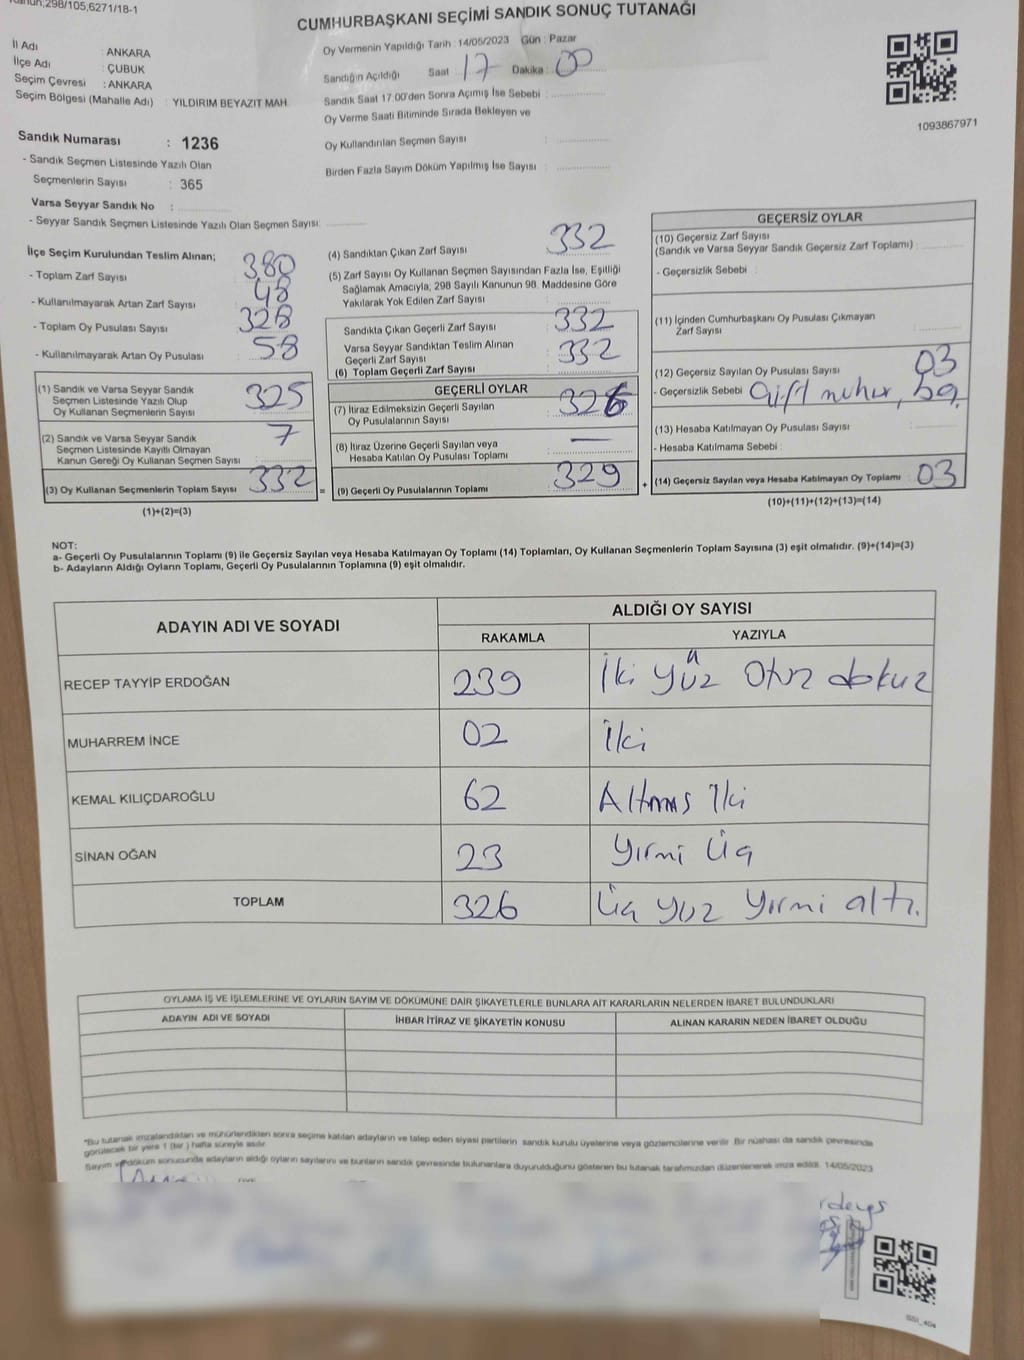 Kanun;298/105;6271/18-1
CUMHURBAŞKANI SEÇİMİ SANDIK SONUÇ TUTANAĞI
İl Adı : ANKARA
İlçe Adı : ÇUBUK
Seçim Çevresi : ANKARA
Seçim Bölgesi (Mahalle Adı) : YILDIRIM BEYAZIT MAH.
Oy Vermenin Yapıldığı Tarih : 14/05/2023 Gün : Pazar
Sandığın Açıldığı Saat : 17 Dakika : 00
Sandık Saat 17:00'den Sonra Açımış İse Sebebi :
Oy Verme Saati Bitiminde Sırada Bekleyen ve
Oy Kullandırılan Seçmen Sayısı :
Birden Fazla Sayım Döküm Yapılmış İse Sayısı :
1093867971
Sandık Numarası : 1236
- Sandık Seçmen Listesinde Yazılı Olan
Seçmenlerin Sayısı : 365
Varsa Seyyar Sandık No :
- Seyyar Sandık Seçmen Listesinde Yazılı Olan Seçmen Sayısı:
İlçe Seçim Kurulundan Teslim Alınan;
- Toplam Zarf Sayısı : 380
- Kullanılmayarak Artan Zarf Sayısı : 48
- Toplam Oy Pusulası Sayısı : 328
- Kullanılmayarak Artan Oy Pusulası : 58
(1) Sandık ve Varsa Seyyar Sandık
Seçmen Listesinde Yazılı Olup
Oy Kullanan Seçmenlerin Sayısı : 325
(2) Sandık ve Varsa Seyyar Sandık
Seçmen Listesinde Kayıtlı Olmayan
Kanun Gereği Oy Kullanan Seçmen Sayısı : 7
(3) Oy Kullanan Seçmenlerin Toplam Sayısı : 332 =
(1)+(2)=(3)
(4) Sandıktan Çıkan Zarf Sayısı : 332
(5) Zarf Sayısı Oy Kullanan Seçmen Sayısından Fazla İse, Eşitliği
Sağlamak Amacıyla; 298 Sayılı Kanunun 98. Maddesine Göre
Yakılarak Yok Edilen Zarf Sayısı :
Sandıkta Çıkan Geçerli Zarf Sayısı : 332
Varsa Seyyar Sandıktan Teslim Alınan
Geçerli Zarf Sayısı : 332
(6) Toplam Geçerli Zarf Sayısı :
GEÇERLİ OYLAR
(7) İtiraz Edilmeksizin Geçerli Sayılan
Oy Pusulalarının Sayısı : 326
(8) İtiraz Üzerine Geçerli Sayılan veya
Hesaba Katılan Oy Pusulası Toplamı : —
(9) Geçerli Oy Pusulalarının Toplamı : 329 +
GEÇERSİZ OYLAR
(10) Geçersiz Zarf Sayısı
(Sandık ve Varsa Seyyar Sandık Geçersiz Zarf Toplamı) :
- Geçersizlik Sebebi :
(11) İçinden Cumhurbaşkanı Oy Pusulası Çıkmayan
Zarf Sayısı :
(12) Geçersiz Sayılan Oy Pusulası Sayısı : 03
- Geçersizlik Sebebi : Çift mühür,
(13) Hesaba Katılmayan Oy Pusulası Sayısı :
- Hesaba Katılmama Sebebi :
(14) Geçersiz Sayılan veya Hesaba Katılmayan Oy Toplamı : 03
(10)+(11)+(12)+(13)=(14)
NOT:
a- Geçerli Oy Pusulalarının Toplamı (9) ile Geçersiz Sayılan veya Hesaba Katılmayan Oy Toplamı (14) Toplamları, Oy Kullanan Seçmenlerin Toplam Sayısına (3) eşit olmalıdır. (9)+(14)=(3)
b- Adayların Aldığı Oyların Toplamı, Geçerli Oy Pusulalarının Toplamına (9) eşit olmalıdır.
ADAYIN ADI VE SOYADI ALDIĞI OY SAYISI
RAKAMLA YAZIYLA
RECEP TAYYİP ERDOĞAN 239 İki yüz Otuz dokuz
MUHARREM İNCE 02 İki
KEMAL KILIÇDAROĞLU 62 Altmış İki
SİNAN OĞAN 23 Yirmi Üç
TOPLAM 326 Üç yüz yirmi altı.
OYLAMA İŞ VE İŞLEMLERİNE VE OYLARIN SAYIM VE DÖKÜMÜNE DAİR ŞİKAYETLERLE BUNLARA AİT KARARLARIN NELERDEN İBARET BULUNDUKLARI
ADAYIN ADI VE SOYADI İHBAR İTİRAZ VE ŞİKAYETİN KONUSU ALINAN KARARIN NEDEN İBARET OLDUĞU
*Bu tutanak imzalandıktan ve mühürlendikten sonra seçime katılan adayların ve talep eden siyasi partilerin sandık kurulu üyelerine veya gözlemcilerine verilir. Bir nüshası da sandık çevresinde
görülecek bir yere 1 (bir) hafta süreyle asılır.
Sayım ve döküm sonucunda adayların aldığı oyların sayılarını ve bunların sandık çevresinde bulunanlara duyurulduğunu gösteren bu tutanak tarafımızdan düzenlenerek imza edildi. 14/05/2023